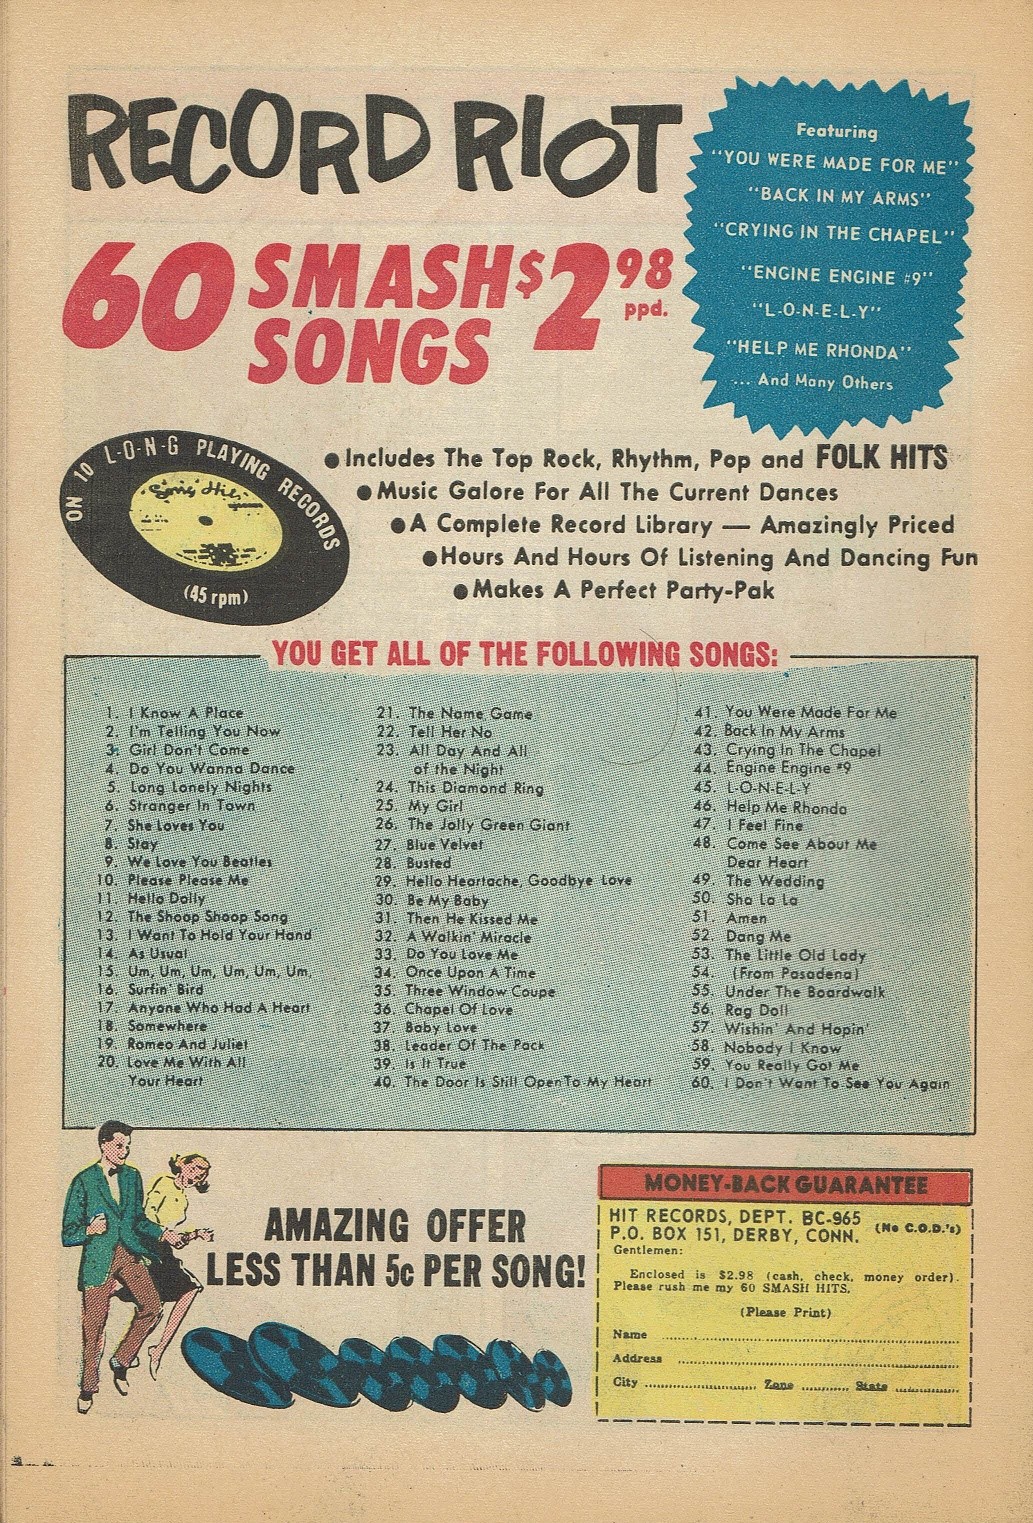 RECORD RIOT
60 SMASH SONGS $2.98 ppd.
Featuring
"YOU WERE MADE FOR ME"
"BACK IN MY ARMS"
"CRYING IN THE CHAPEL"
"ENGINE ENGINE #9"
"L-O-N-E-L-Y"
"HELP ME RHONDA"
... And Many Others
ON 10 L-O-N-G PLAYING RECORDS
(45 rpm)
● Includes The Top Rock, Rhythm, Pop and FOLK HITS
● Music Galore For All The Current Dances
● A Complete Record Library — Amazingly Priced
● Hours And Hours Of Listening And Dancing Fun
● Makes A Perfect Party-Pak
YOU GET ALL OF THE FOLLOWING SONGS:
1. I Know A Place
2. I'm Telling You Now
3. Girl Don't Come
4. Do You Wanna Dance
5. Long Lonely Nights
6. Stranger In Town
7. She Loves You
8. Stay
9. We Love You Beatles
10. Please Please Me
11. Hello Dolly
12. The Shoop Shoop Song
13. I Want To Hold Your Hand
14. As Usual
15. Um, Um, Um, Um, Um, Um,
16. Surfin' Bird
17. Anyone Who Had A Heart
18. Somewhere
19. Romeo And Juliet
20. Love Me With All
Your Heart
21. The Name Game
22. Tell Her No
23. All Day And All
of the Night
24. This Diamond Ring
25. My Girl
26. The Jolly Green Giant
27. Blue Velvet
28. Busted
29. Hello Heartache, Goodbye Love
30. Be My Baby
31. Then He Kissed Me
32. A Walkin' Miracle
33. Do You Love Me
34. Once Upon A Time
35. Three Window Coupe
36. Chapel Of Love
37. Baby Love
38. Leader Of The Pack
39. Is It True
40. The Door Is Still Open To My Heart
41. You Were Made For Me
42. Back In My Arms
43. Crying In The Chapel
44. Engine Engine #9
45. L-O-N-E-L-Y
46. Help Me Rhonda
47. I Feel Fine
48. Come See About Me
Dear Heart
49. The Wedding
50. Sha La La
51. Amen
52. Dang Me
53. The Little Old Lady
54. (From Pasadena)
55. Under The Boardwalk
56. Rag Doll
57. Wishin' And Hopin'
58. Nobody I Know
59. You Really Got Me
60. I Don't Want To See You Again
AMAZING OFFER
LESS THAN 5c PER SONG!
MONEY-BACK GUARANTEE
HIT RECORDS, DEPT. BC-965 (No C.O.D.'s)
P.O. BOX 151, DERBY, CONN.
Gentlemen:
Enclosed is $2.98 (cash, check, money order).
Please rush me my 60 SMASH HITS.
(Please Print)
Name
Address
City Zone State